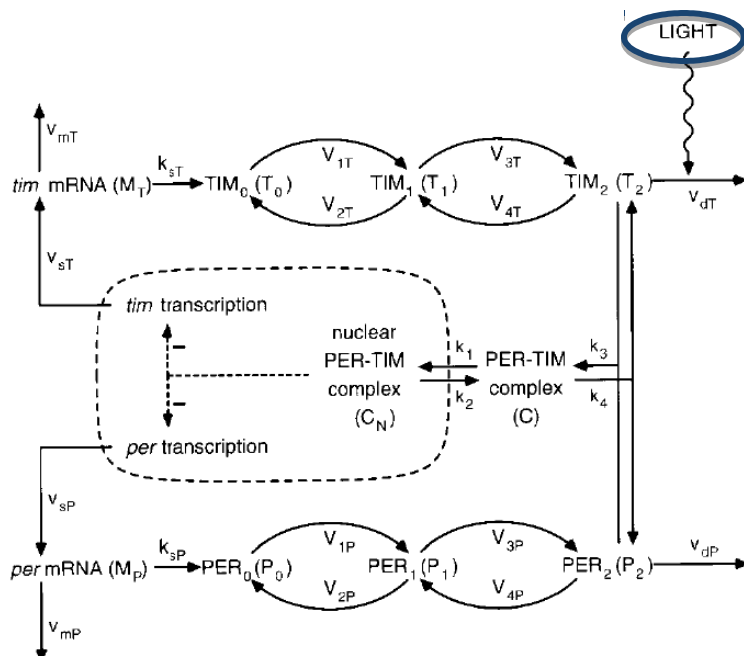 LIGHT
v_mT
tim mRNA (M_T)
k_sT
TIM_0 (T_0)
V_1T
V_2T
TIM_1 (T_1)
V_3T
V_4T
TIM_2 (T_2)
v_dT
v_sT
tim transcription
nuclear
PER-TIM
complex
(C_N)
k_1
k_2
PER-TIM
complex
(C)
k_3
k_4
per transcription
v_sP
per mRNA (M_P)
k_sP
PER_0 (P_0)
V_1P
V_2P
PER_1 (P_1)
V_3P
V_4P
PER_2 (P_2)
v_dP
v_mP